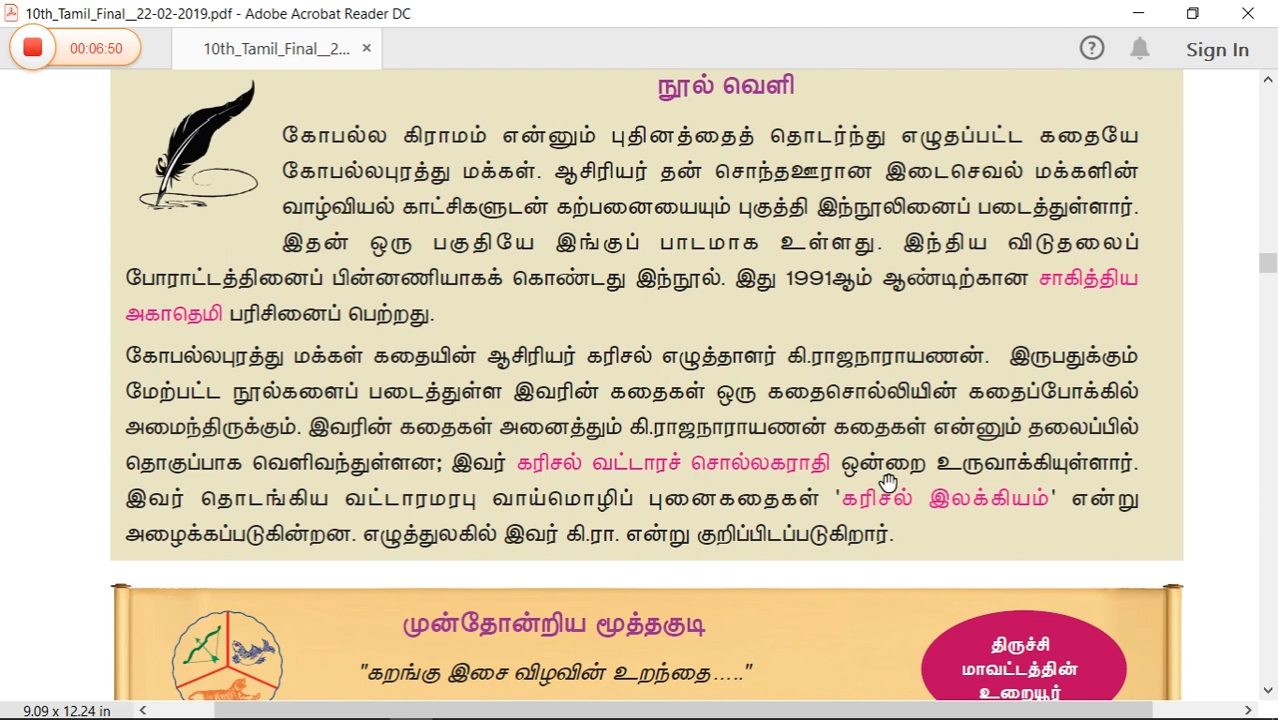 10th_Tamil_Final__22-02-2019.pdf - Adobe Acrobat Reader DC
00:06:50
10th_Tamil_Final__2... ×
? Sign In
நூல் வெளி
கோபல்ல கிராமம் என்னும் புதினத்தைத் தொடர்ந்து எழுதப்பட்ட கதையே
கோபல்லபுரத்து மக்கள். ஆசிரியர் தன் சொந்தஊரான இடைசெவல் மக்களின்
வாழ்வியல் காட்சிகளுடன் கற்பனையையும் புகுத்தி இந்நூலினைப் படைத்துள்ளார்.
இதன் ஒரு பகுதியே இங்குப் பாடமாக உள்ளது. இந்திய விடுதலைப்
போராட்டத்தினைப் பின்னணியாகக் கொண்டது இந்நூல். இது 1991ஆம் ஆண்டிற்கான சாகித்திய
அகாதெமி பரிசினைப் பெற்றது.
கோபல்லபுரத்து மக்கள் கதையின் ஆசிரியர் கரிசல் எழுத்தாளர் கி.ராஜநாராயணன். இருபதுக்கும்
மேற்பட்ட நூல்களைப் படைத்துள்ள இவரின் கதைகள் ஒரு கதைசொல்லியின் கதைப்போக்கில்
அமைந்திருக்கும். இவரின் கதைகள் அனைத்தும் கி.ராஜநாராயணன் கதைகள் என்னும் தலைப்பில்
தொகுப்பாக வெளிவந்துள்ளன; இவர் கரிசல் வட்டாரச் சொல்லகராதி ஒன்றை உருவாக்கியுள்ளார்.
இவர் தொடங்கிய வட்டாரமரபு வாய்மொழிப் புனைகதைகள் 'கரிசல் இலக்கியம்' என்று
அழைக்கப்படுகின்றன. எழுத்துலகில் இவர் கி.ரா. என்று குறிப்பிடப்படுகிறார்.
முன்தோன்றிய மூத்தகுடி
"கறங்கு இசை விழவின் உறந்தை....."
திருச்சி
மாவட்டத்தின்
உறையூர்
9.09 x 12.24 in